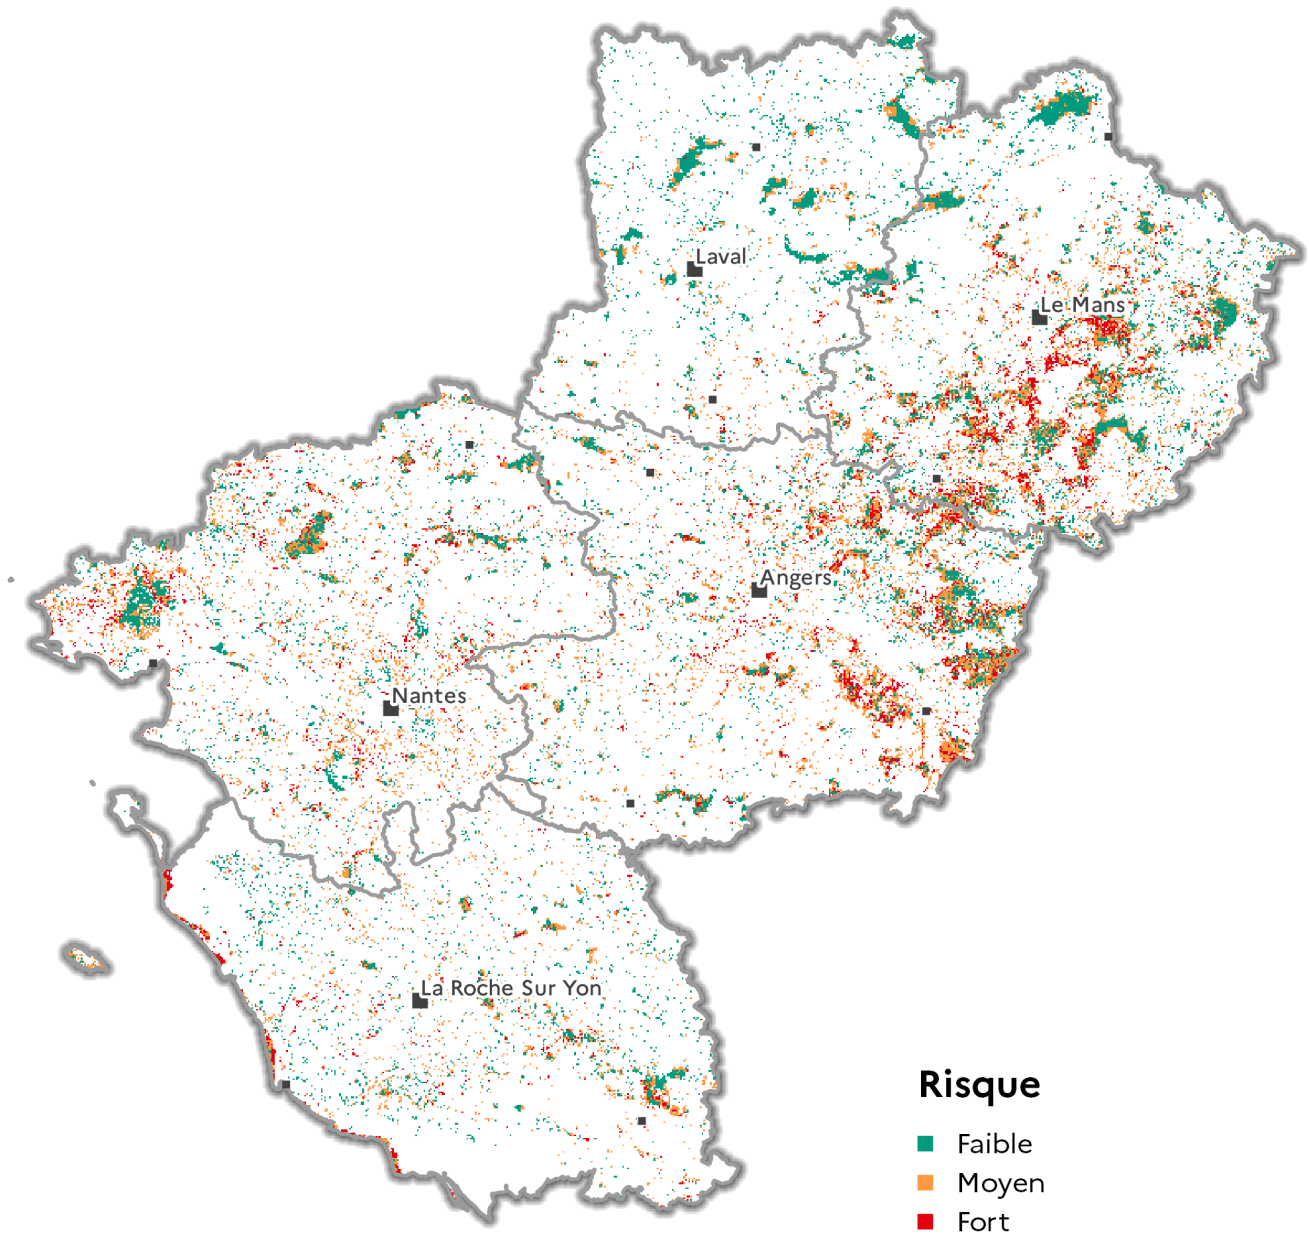 Laval
Le Mans
Angers
Nantes
La Roche Sur Yon
Risque
Faible
Moyen
Fort